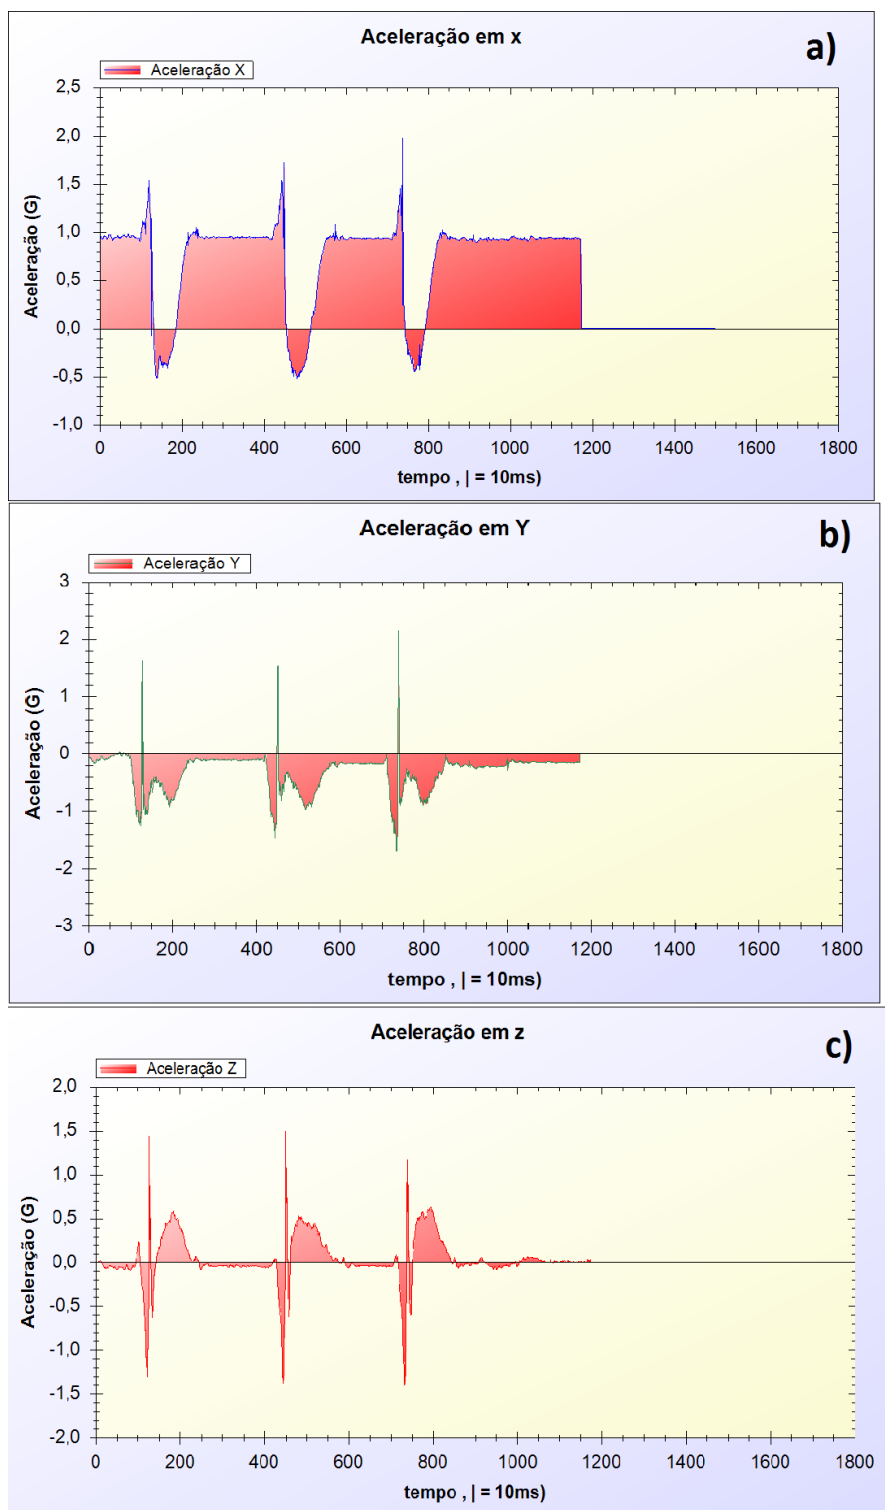 Aceleração em x
a)
Aceleração X
2,5
2,0
1,5
1,0
0,5
0,0
-0,5
-1,0
Aceleração (G)
0 200 400 600 800 1000 1200 1400 1600 1800
tempo , | = 10ms)
Aceleração em Y
b)
Aceleração Y
3
2
1
0
-1
-2
-3
Aceleração (G)
0 200 400 600 800 1000 1200 1400 1600 1800
tempo , | = 10ms)
Aceleração em z
c)
Aceleração Z
2,0
1,5
1,0
0,5
0,0
-0,5
-1,0
-1,5
-2,0
Aceleração (G)
0 200 400 600 800 1000 1200 1400 1600 1800
tempo , | = 10ms)